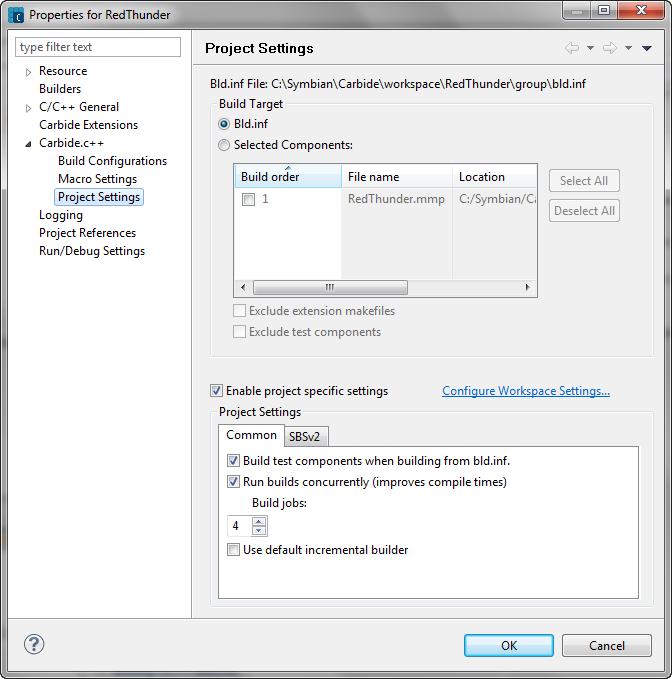 Properties for RedThunder
type filter text
Resource
Builders
C/C++ General
Carbide Extensions
Carbide.c++
Build Configurations
Macro Settings
Project Settings
Logging
Project References
Run/Debug Settings
Project Settings
Bld.inf File: C:\Symbian\Carbide\workspace\RedThunder\group\bld.inf
Build Target
Bld.inf
Selected Components:
Build order File name Location
1 RedThunder.mmp C:/Symbian/Ca
Select All
Deselect All
Exclude extension makefiles
Exclude test components
Enable project specific settings Configure Workspace Settings...
Project Settings
Common SBSv2
Build test components when building from bld.inf.
Run builds concurrently (improves compile times)
Build jobs:
4
Use default incremental builder
? OK Cancel